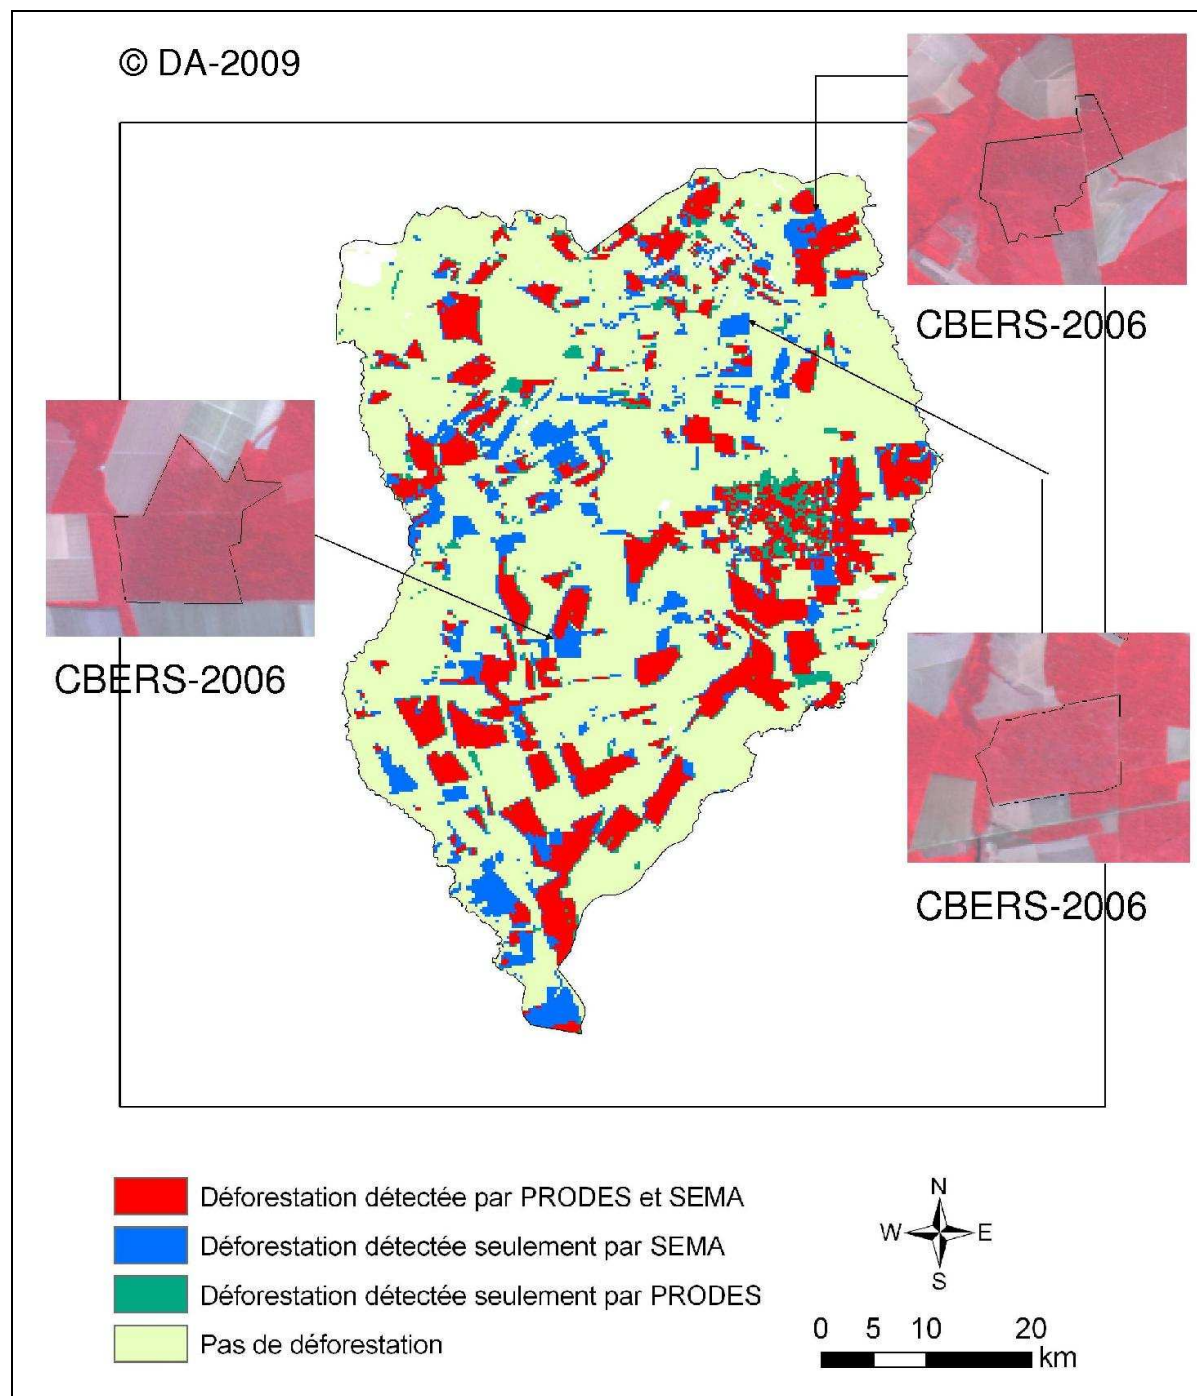 © DA-2009
CBERS-2006
CBERS-2006
CBERS-2006
Déforestation détectée par PRODES et SEMA
Déforestation détectée seulement par SEMA
Déforestation détectée seulement par PRODES
Pas de déforestation
N
W E
S
0 5 10 20
km